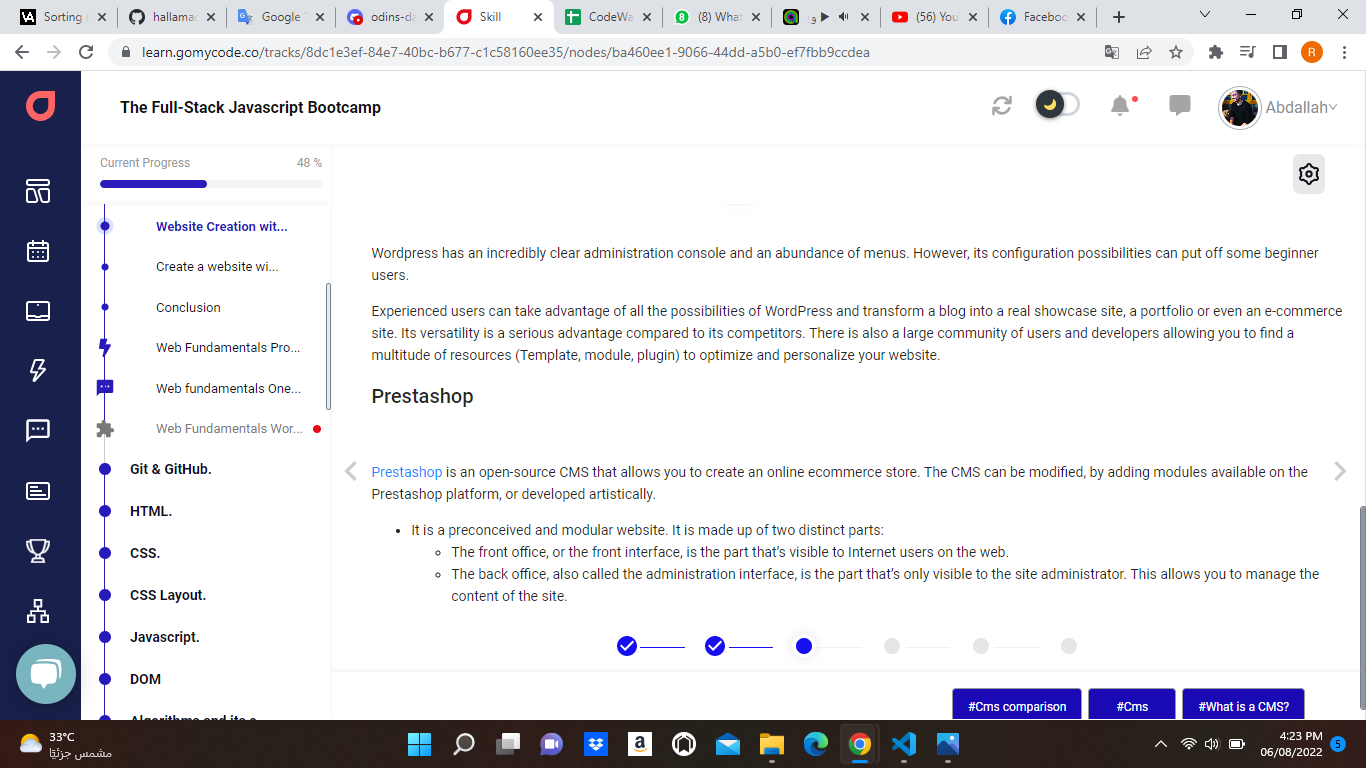 Sorting
hallamad
Google T
odins-da
Skill
CodeWa
(8) What
(56) You
Faceboo
learn.gomycode.co/tracks/8dc1e3ef-84e7-40bc-b677-c1c58160ee35/nodes/ba460ee1-9066-44dd-a5b0-ef7fbb9ccdea
R
The Full-Stack Javascript Bootcamp
Abdallah
Current Progress 48 %
Website Creation wit...
Create a website wi...
Conclusion
Web Fundamentals Pro...
Web fundamentals One...
Web Fundamentals Wor...
Git & GitHub.
HTML.
CSS.
CSS Layout.
Javascript.
DOM
Wordpress has an incredibly clear administration console and an abundance of menus. However, its configuration possibilities can put off some beginner
users.
Experienced users can take advantage of all the possibilities of WordPress and transform a blog into a real showcase site, a portfolio or even an e-commerce
site. Its versatility is a serious advantage compared to its competitors. There is also a large community of users and developers allowing you to find a
multitude of resources (Template, module, plugin) to optimize and personalize your website.
Prestashop
Prestashop is an open-source CMS that allows you to create an online ecommerce store. The CMS can be modified, by adding modules available on the
Prestashop platform, or developed artistically.
• It is a preconceived and modular website. It is made up of two distinct parts:
◦ The front office, or the front interface, is the part that's visible to Internet users on the web.
◦ The back office, also called the administration interface, is the part that's only visible to the site administrator. This allows you to manage the
content of the site.
#Cms comparison #Cms #What is a CMS?
33°C
مشمس جزئيًا
4:23 PM
06/08/2022
5